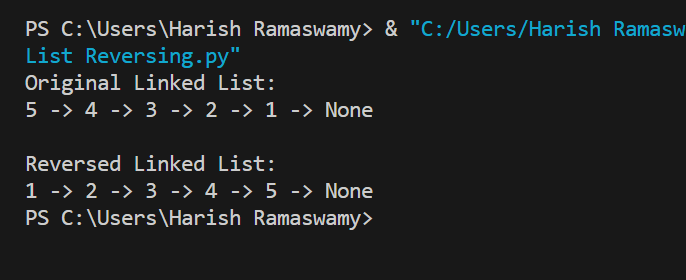 PS C:\Users\Harish Ramaswamy> & "C:/Users/Harish Ramasw
List Reversing.py"
Original Linked List:
5 -> 4 -> 3 -> 2 -> 1 -> None
Reversed Linked List:
1 -> 2 -> 3 -> 4 -> 5 -> None
PS C:\Users\Harish Ramaswamy>